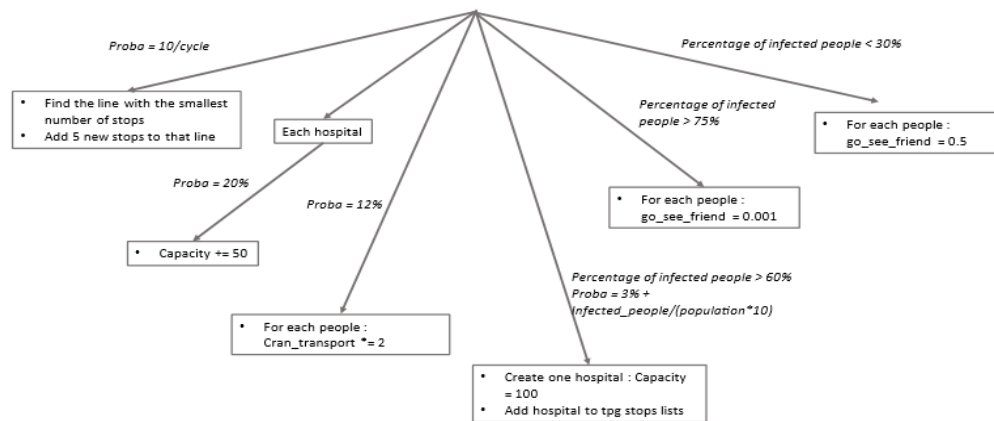 Proba = 10/cycle
Percentage of infected people < 30%
• Find the line with the smallest
number of stops
• Add 5 new stops to that line
Each hospital
Percentage of infected
people > 75%
• For each people :
go_see_friend = 0.5
Proba = 20%
Proba = 12%
• For each people :
go_see_friend = 0.001
• Capacity += 50
Percentage of infected people > 60%
Proba = 3% +
Infected_people/(population*10)
• For each people :
Cran_transport *= 2
• Create one hospital : Capacity
= 100
• Add hospital to tpg stops lists